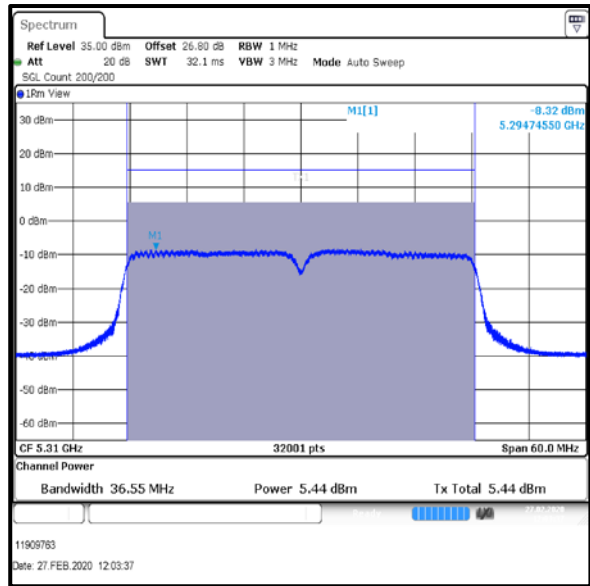 Spectrum
Ref Level 35.00 dBm Offset 26.80 dB RBW 1 MHz
Att 20 dB SWT 32.1 ms VBW 3 MHz Mode Auto Sweep
SGL Count 200/200
1Rm View
M1[1] -8.32 dBm
5.29474550 GHz
30 dBm
20 dBm
10 dBm
0 dBm
M1
-10 dBm
-20 dBm
-30 dBm
-50 dBm
-60 dBm
CF 5.31 GHz 32001 pts Span 60.0 MHz
Channel Power
Bandwidth 36.55 MHz Power 5.44 dBm Tx Total 5.44 dBm
27.02.2020
11909763
Date: 27.FEB.2020 12:03:37